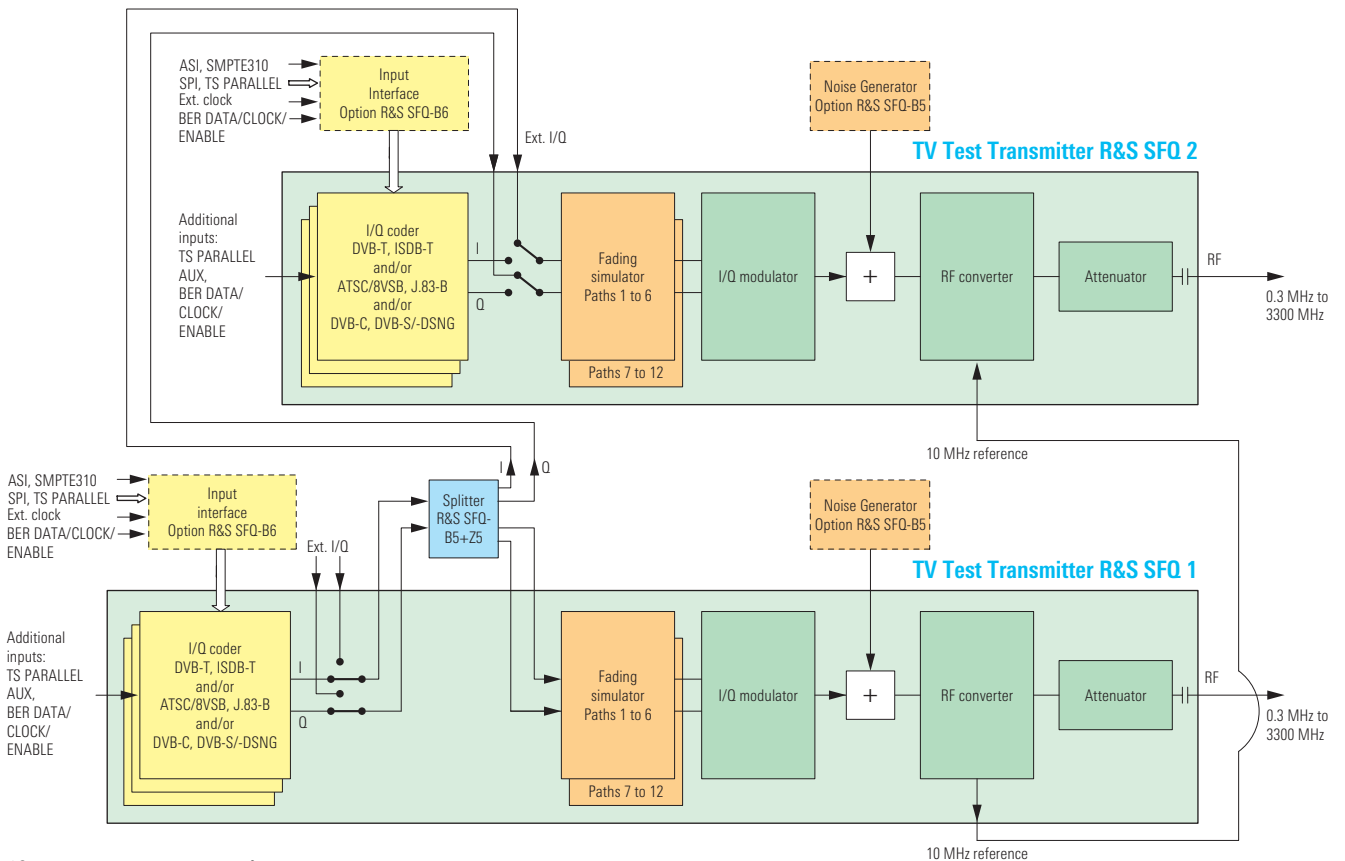 ASI, SMPTE310
SPI, TS PARALLEL
Ext. clock
BER DATA/CLOCK/
ENABLE
Input
Interface
Option R&S SFQ-B6
Ext. I/Q
Noise Generator
Option R&S SFQ-B5
TV Test Transmitter R&S SFQ 2
Additional
inputs:
TS PARALLEL
AUX,
BER DATA/
CLOCK/
ENABLE
I/Q coder
DVB-T, ISDB-T
and/or
ATSC/8VSB, J.83-B
and/or
DVB-C, DVB-S/-DSNG
I
Q
Fading
simulator
Paths 1 to 6
Paths 7 to 12
I/Q modulator
+
RF converter
Attenuator
RF
0.3 MHz to
3300 MHz
10 MHz reference
ASI, SMPTE310
SPI, TS PARALLEL
Ext. clock
BER DATA/CLOCK/
ENABLE
Input
interface
Option R&S SFQ-B6
Ext. I/Q
I
Q
Splitter
R&S SFQ-
B5+Z5
Noise Generator
Option R&S SFQ-B5
TV Test Transmitter R&S SFQ 1
Additional
inputs:
TS PARALLEL
AUX,
BER DATA/
CLOCK/
ENABLE
I/Q coder
DVB-T, ISDB-T
and/or
ATSC/8VSB, J.83-B
and/or
DVB-C, DVB-S/-DSNG
I
Q
Fading
simulator
Paths 1 to 6
Paths 7 to 12
I/Q modulator
+
RF converter
Attenuator
RF
0.3 MHz to
3300 MHz
10 MHz reference